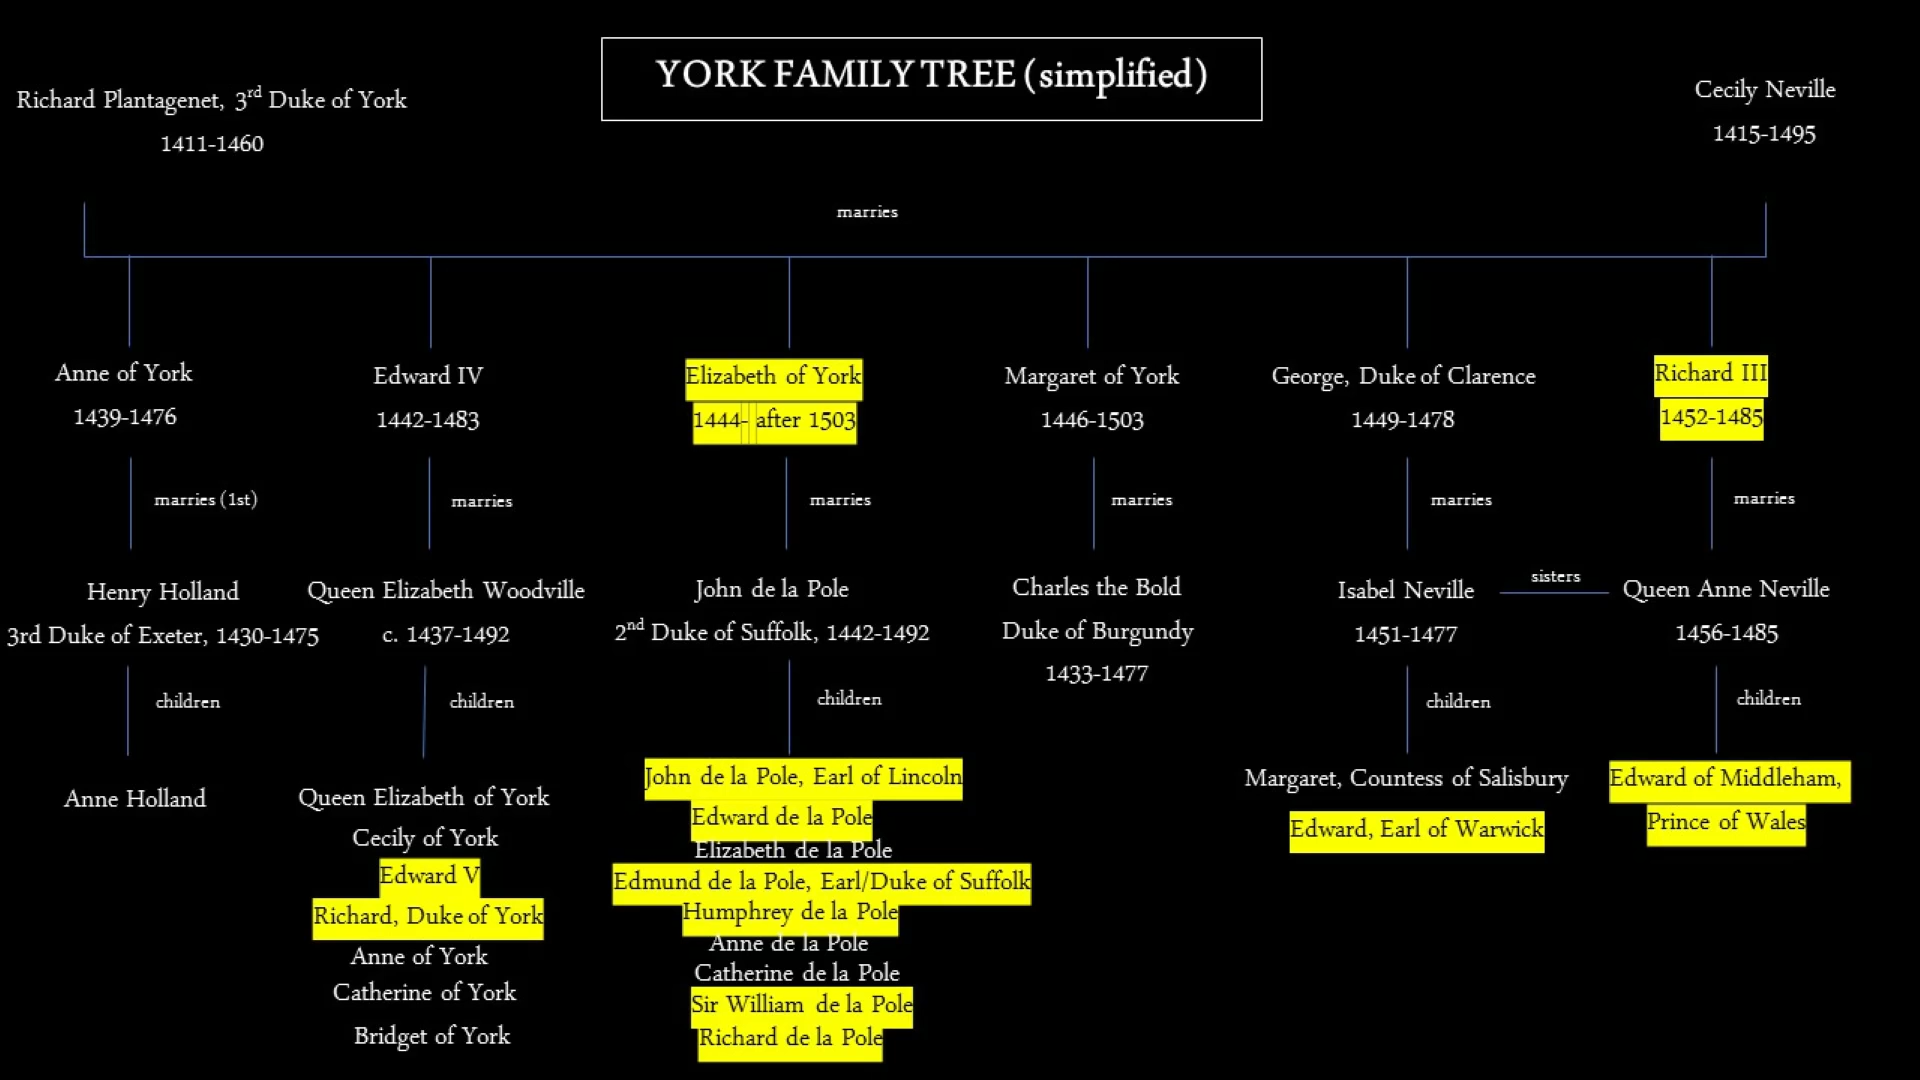 YORK FAMILY TREE (simplified)
Richard Plantagenet, 3rd Duke of York
1411-1460
Cecily Neville
1415-1495
marries
Anne of York
1439-1476
Edward IV
1442-1483
Elizabeth of York
1444- after 1503
Margaret of York
1446-1503
George, Duke of Clarence
1449-1478
Richard III
1452-1485
marries (1st)
marries
marries
marries
marries
marries
Henry Holland
3rd Duke of Exeter, 1430-1475
Queen Elizabeth Woodville
c. 1437-1492
John de la Pole
2nd Duke of Suffolk, 1442-1492
Charles the Bold
Duke of Burgundy
1433-1477
Isabel Neville
1451-1477
sisters
Queen Anne Neville
1456-1485
children
children
children
children
children
Anne Holland
Queen Elizabeth of York
Cecily of York
Edward V
Richard, Duke of York
Anne of York
Catherine of York
Bridget of York
John de la Pole, Earl of Lincoln
Edward de la Pole
Elizabeth de la Pole
Edmund de la Pole, Earl/Duke of Suffolk
Humphrey de la Pole
Anne de la Pole
Catherine de la Pole
Sir William de la Pole
Richard de la Pole
Margaret, Countess of Salisbury
Edward, Earl of Warwick
Edward of Middleham,
Prince of Wales